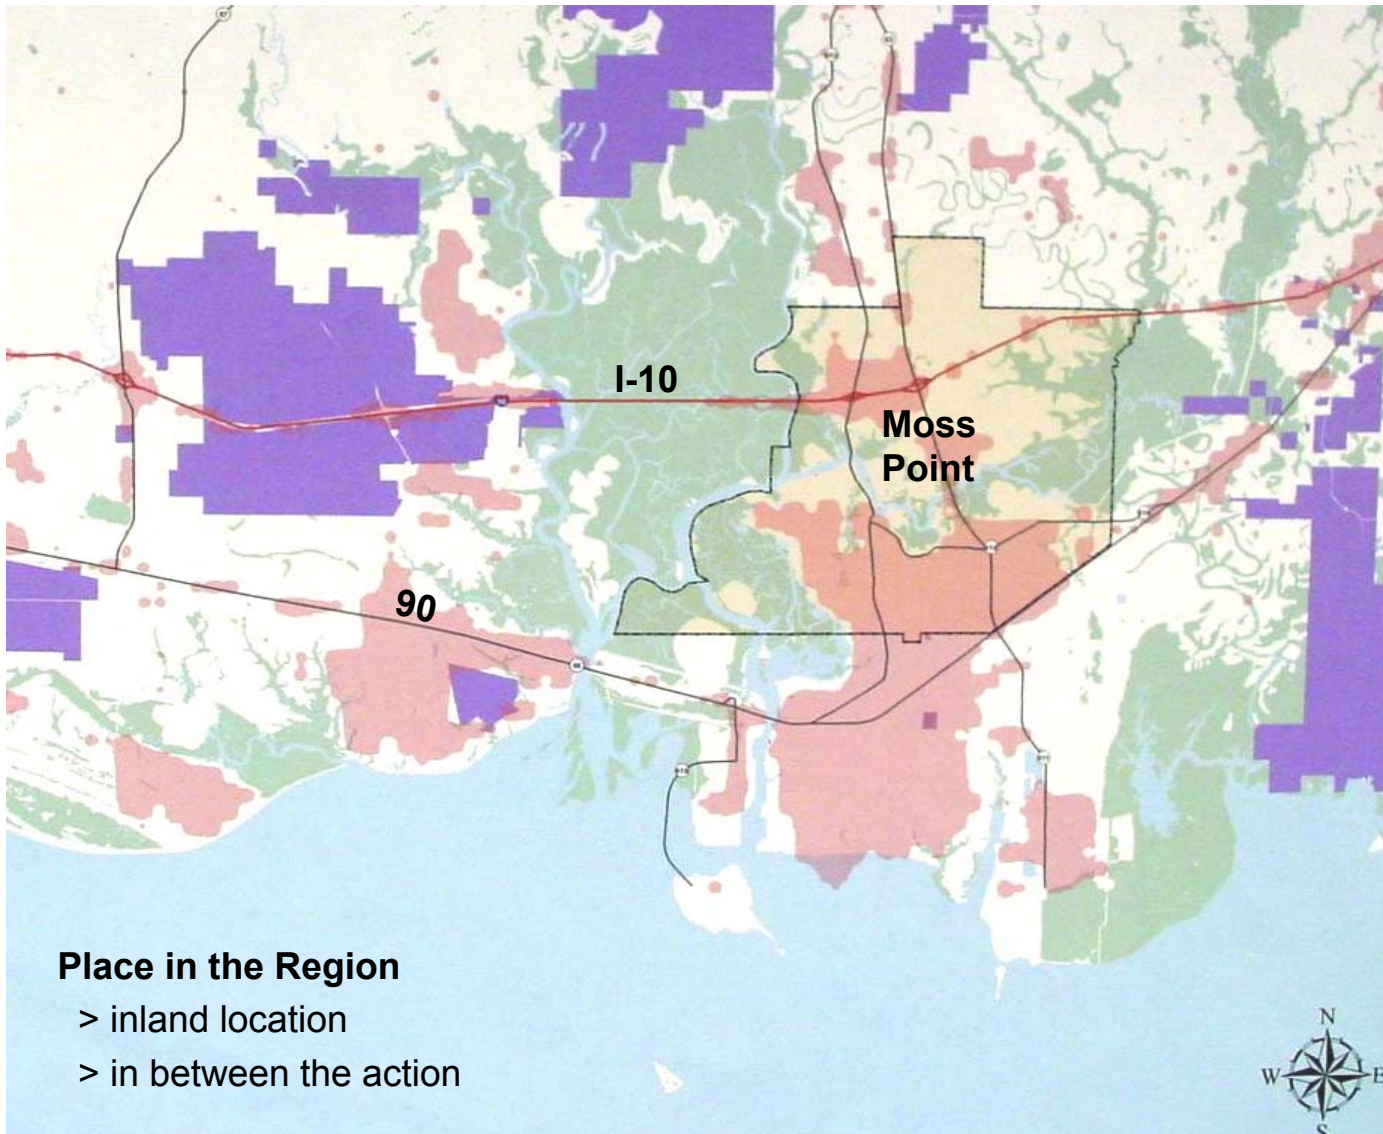 I-10
Moss
Point
90
Place in the Region
> inland location
> in between the action
N
W
E
S